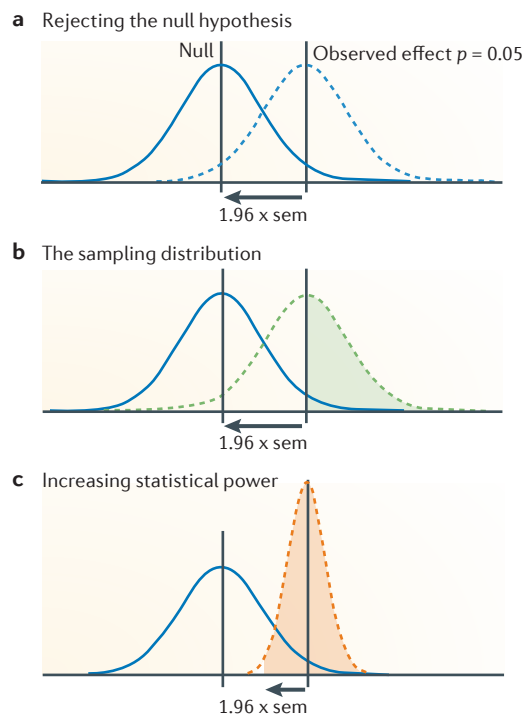 a Rejecting the null hypothesis
Null
Observed effect p = 0.05
1.96 x sem
b The sampling distribution
1.96 x sem
c Increasing statistical power
1.96 x sem